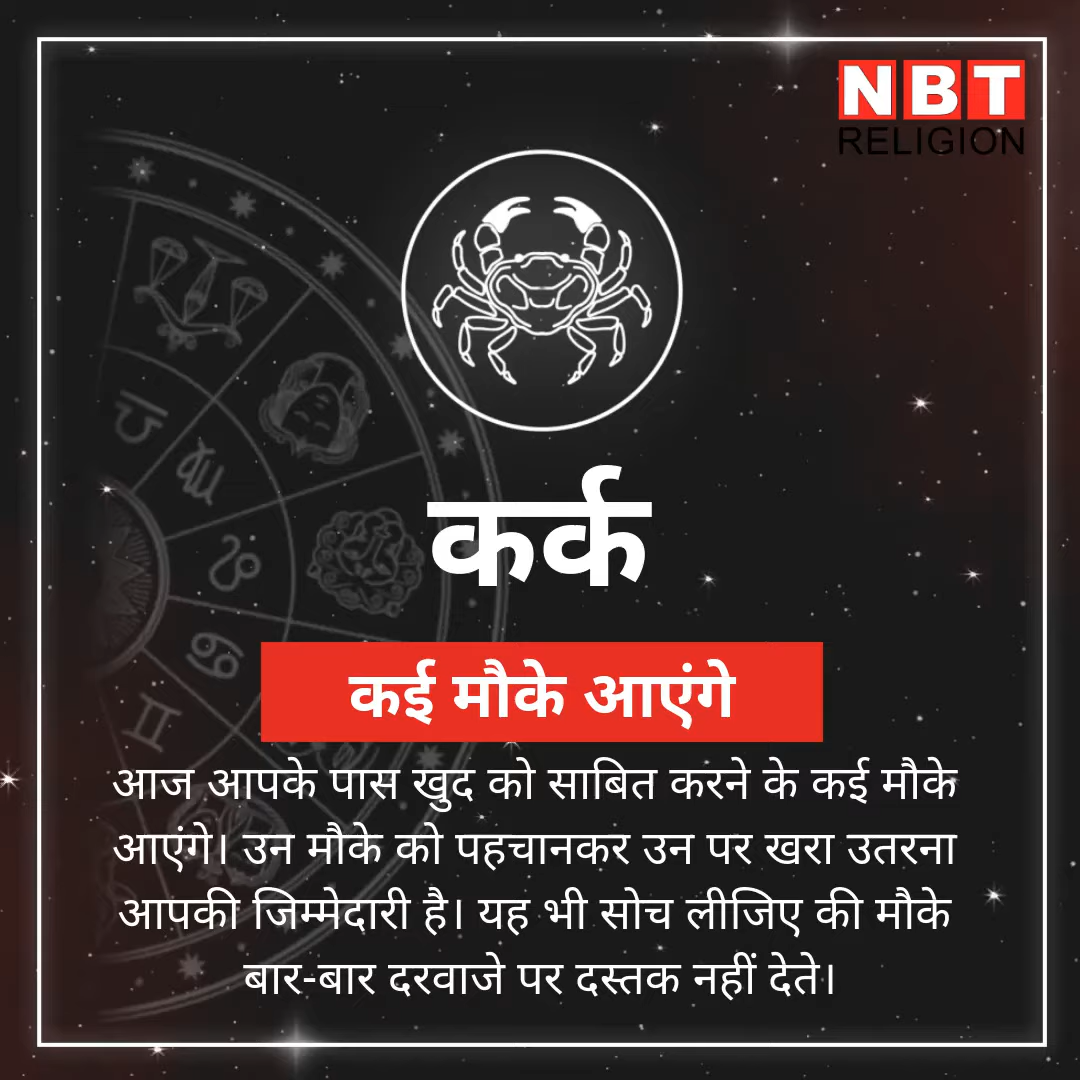 NBT
RELIGION
कर्क
कई मौके आएंगे
आज आपके पास खुद को साबित करने के कई मौके
आएंगे। उन मौके को पहचानकर उन पर खरा उतरना
आपकी जिम्मेदारी है। यह भी सोच लीजिए की मौके
बार-बार दरवाजे पर दस्तक नहीं देते।